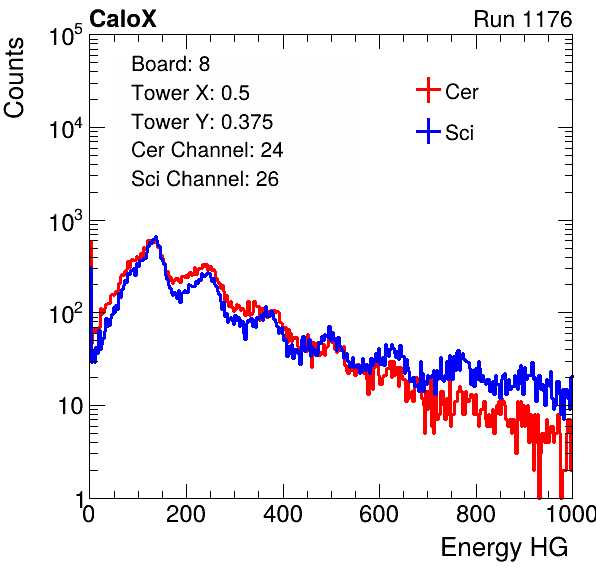 CaloX Run 1176
Counts
10^5
10^4
10^3
10^2
10
1
Board: 8
Tower X: 0.5
Tower Y: 0.375
Cer Channel: 24
Sci Channel: 26
Cer
Sci
0 200 400 600 800 1000
Energy HG